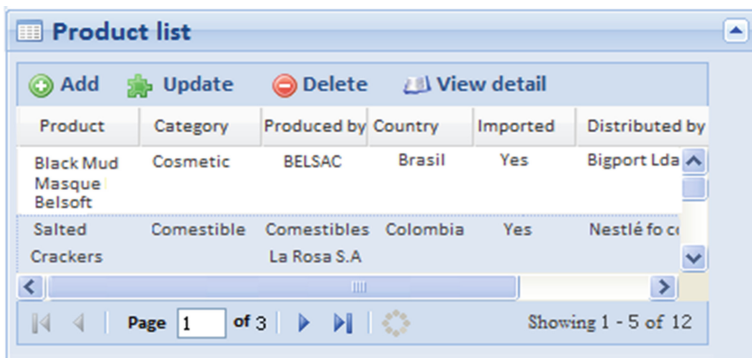 Product list
Add Update Delete View detail
Product Category Produced by Country Imported Distributed by
Black Mud Cosmetic BELSAC Brasil Yes Bigport Lda
Masque
Belsoft
Salted Comestible Comestibles Colombia Yes Nestlé fo
Crackers La Rosa S.A
Page 1 of 3 Showing 1 - 5 of 12